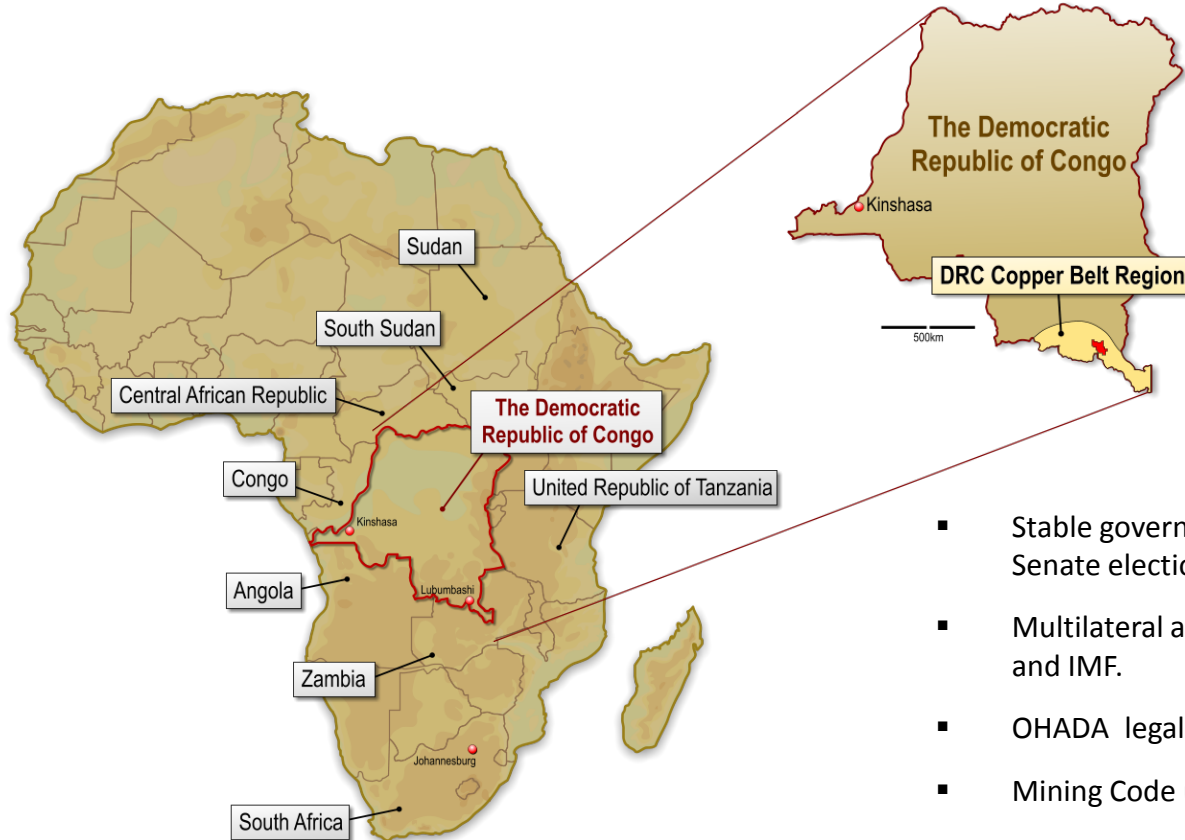 The Democratic
Republic of Congo
Kinshasa
DRC Copper Belt Region
500km
Sudan
South Sudan
Central African Republic
The Democratic
Republic of Congo
Congo
United Republic of Tanzania
Kinshasa
Angola
Lubumbashi
Zambia
Johannesburg
South Africa
▪ Stable govern
Senate electio
▪ Multilateral a
and IMF.
▪ OHADA legal
▪ Mining Code